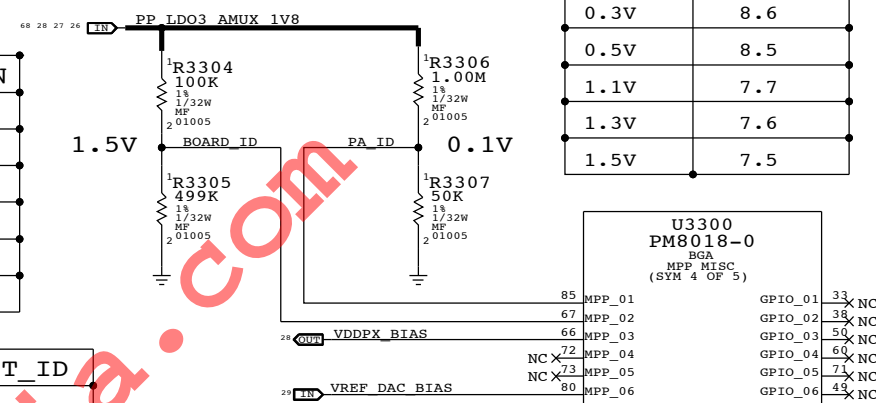 0.3V 8.6
0.5V 8.5
1.1V 7.7
1.3V 7.6
1.5V 7.5
68 28 27 26 IN PP_LDO3_AMUX_1V8
1 R3304
100K
1%
1/32W
MF
2 01005
1 R3306
1.00M
1%
1/32W
MF
2 01005
N
1.5V BOARD_ID PA_ID 0.1V
1 R3305
499K
1%
1/32W
MF
2 01005
1 R3307
50K
1%
1/32W
MF
2 01005
U3300
PM8018-0
BGA
MPP MISC
(SYM 4 OF 5)
85 MPP_01 GPIO_01 33 NC
67 MPP_02 GPIO_02 38 NC
28 OUT VDDPX_BIAS 66 MPP_03 GPIO_03 50 NC
NC 72 MPP_04 GPIO_04 60 NC
NC 73 MPP_05 GPIO_05 71 NC
29 IN VREF_DAC_BIAS 80 MPP_06 GPIO_06 49 NC
T_ID
a.com